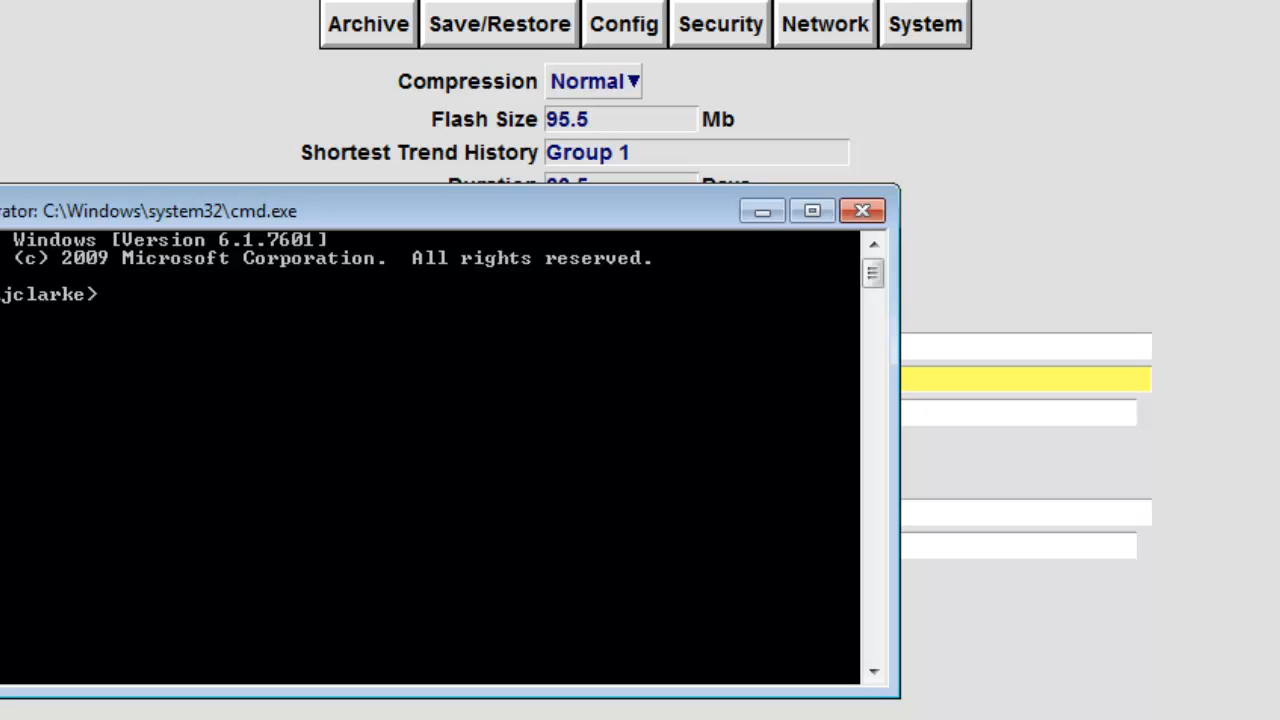 Archive Save/Restore Config Security Network System
Compression Normal
Flash Size 95.5 Mb
Shortest Trend History Group 1
rator: C:\Windows\system32\cmd.exe
Windows [Version 6.1.7601]
(c) 2009 Microsoft Corporation. All rights reserved.
jclarke>